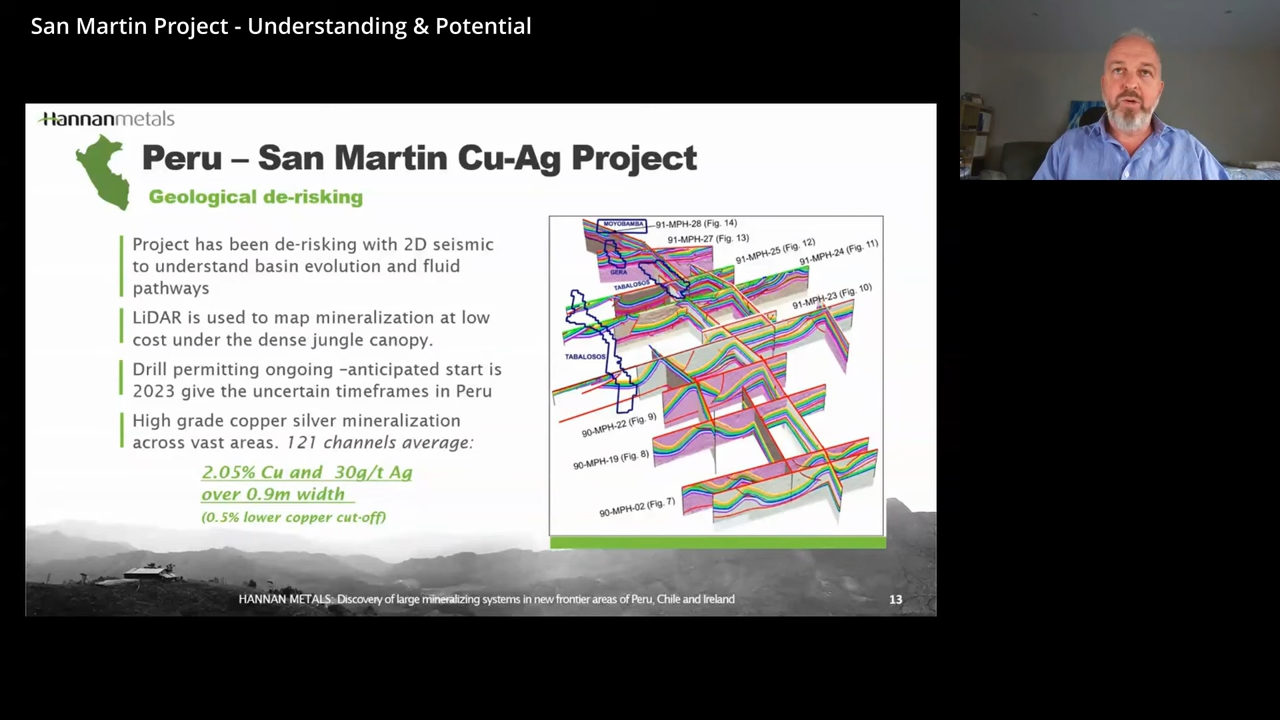 San Martin Project - Understanding & Potential
Hannanmetals
Peru – San Martin Cu-Ag Project
Geological de-risking
Project has been de-risking with 2D seismic
to understand basin evolution and fluid
pathways
LiDAR is used to map mineralization at low
cost under the dense jungle canopy.
Drill permitting ongoing –anticipated start is
2023 give the uncertain timeframes in Peru
High grade copper silver mineralization
across vast areas. 121 channels average:
2.05% Cu and 30g/t Ag
over 0.9m width
(0.5% lower copper cut-off)
MOYOBAMBA
91-MPH-28 (Fig. 14)
91-MPH-27 (Fig. 13)
91-MPH-25 (Fig. 12)
91-MPH-24 (Fig. 11)
GERA
TABALOSOS
91-MPH-23 (Fig. 10)
TABALOSOS
90-MPH-22 (Fig. 9)
90-MPH-19 (Fig. 8)
90-MPH-02 (Fig. 7)
HANNAN METALS: Discovery of large mineralizing systems in new frontier areas of Peru, Chile and Ireland
13